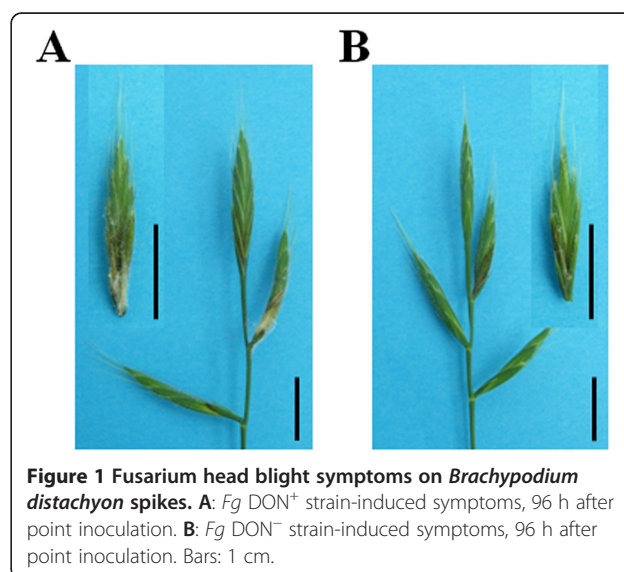 A B
Figure 1 Fusarium head blight symptoms on Brachypodium
distachyon spikes. A: Fg DON⁺ strain-induced symptoms, 96 h after
point inoculation. B: Fg DON⁻ strain-induced symptoms, 96 h after
point inoculation. Bars: 1 cm.